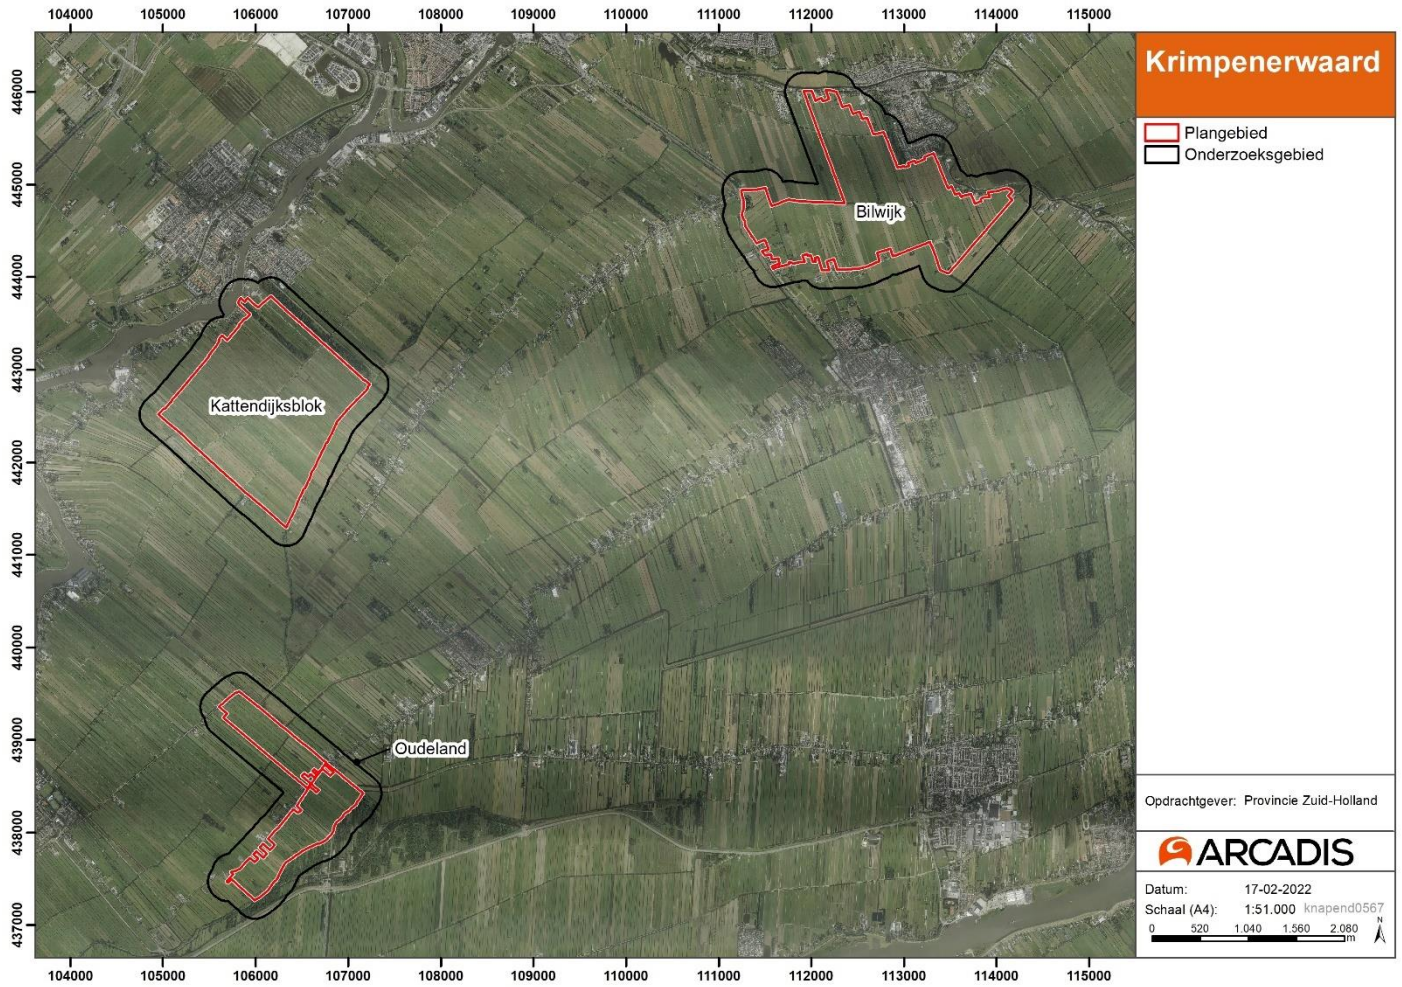 104000 105000 106000 107000 108000 109000 110000 111000 112000 113000 114000 115000
446000
445000
444000
443000
442000
441000
440000
439000
438000
437000
Bilwijk
Kattendijksblok
Oudeland
104000 105000 106000 107000 108000 109000 110000 111000 112000 113000 114000 115000
Krimpenerwaard
Plangebied
Onderzoeksgebied
Opdrachtgever: Provincie Zuid-Holland
ARCADIS
Datum: 17-02-2022
Schaal (A4): 1:51.000 knapend0567
0 520 1.040 1.560 2.080
m
N